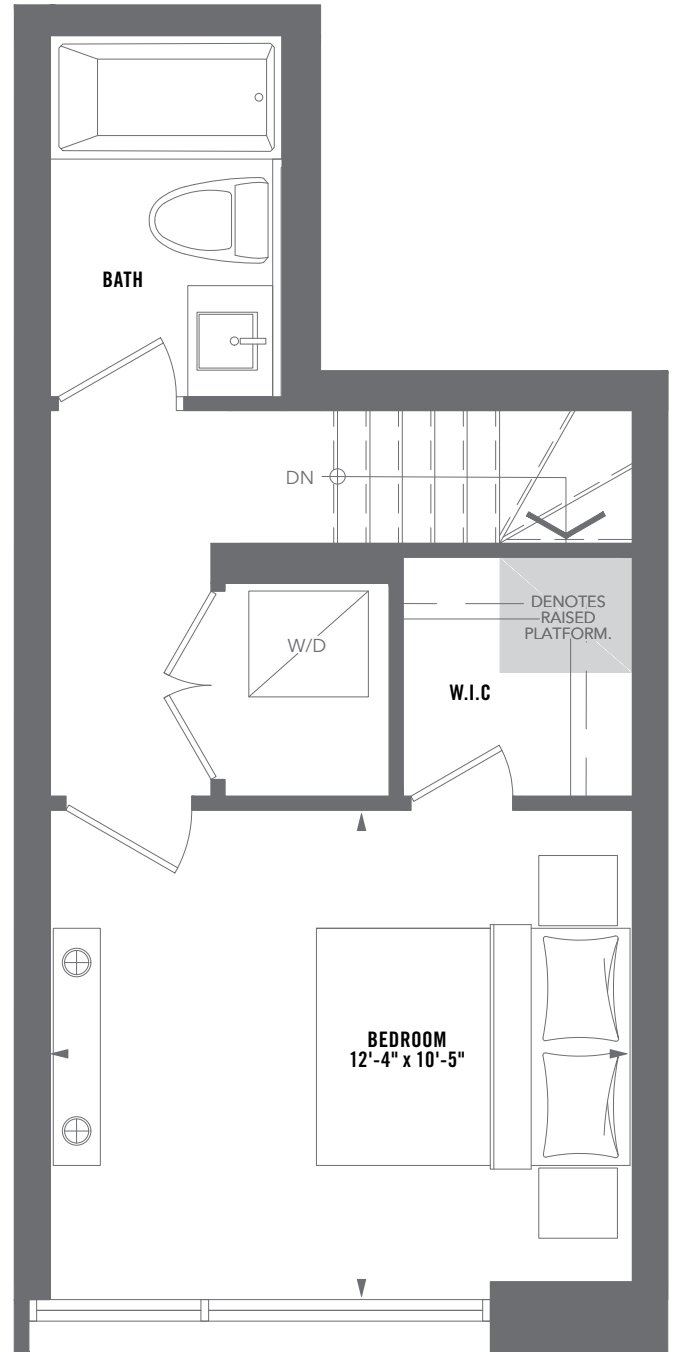 BATH
DN
DENOTES
RAISED
PLATFORM.
W/D
W.I.C
BEDROOM
12'-4" x 10'-5"